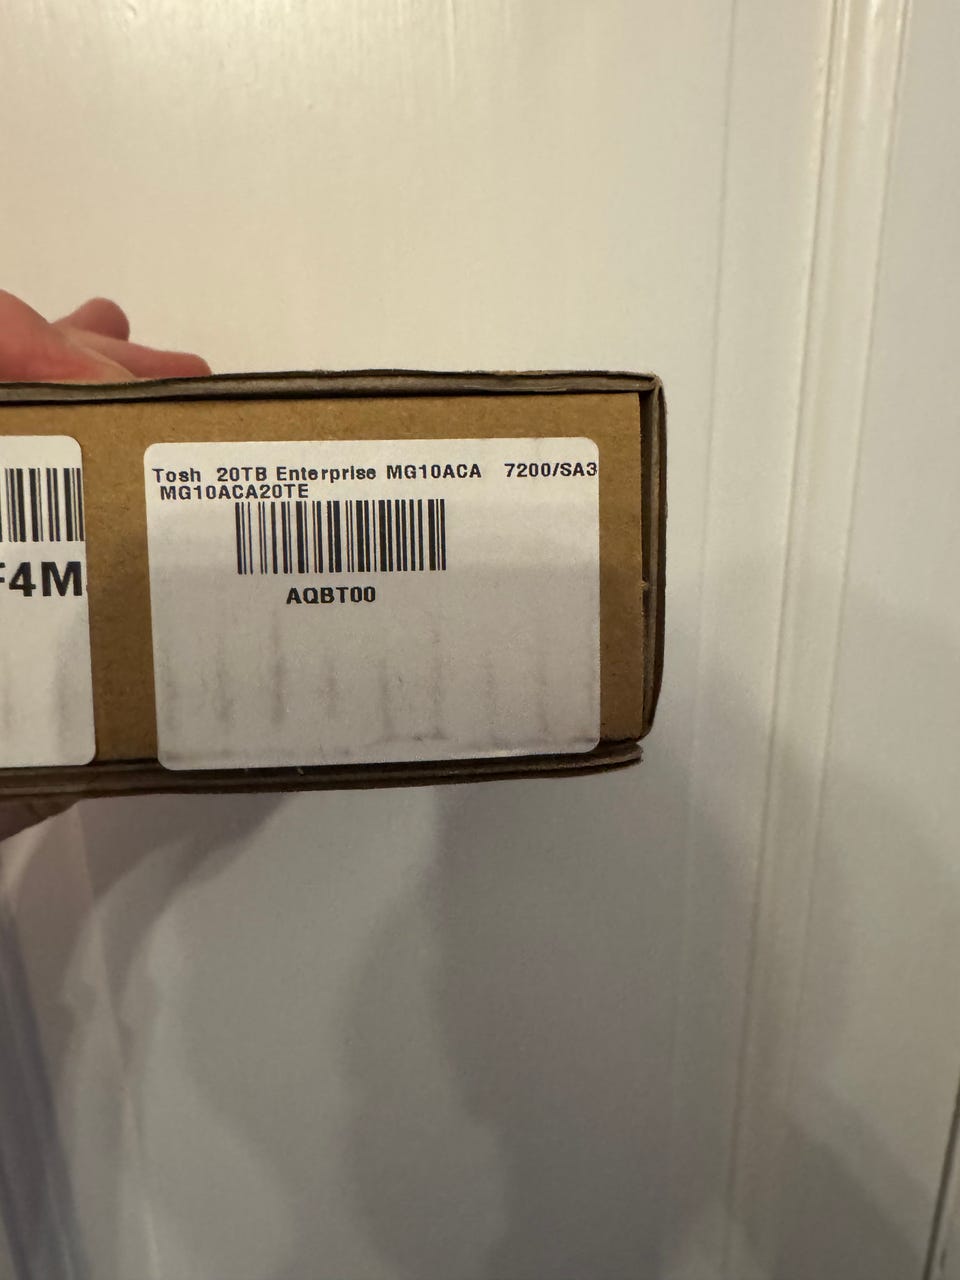 Tosh 20TB Enterprise MG10ACA 7200/SA3
MG10ACA20TE
AQBT00
F4M